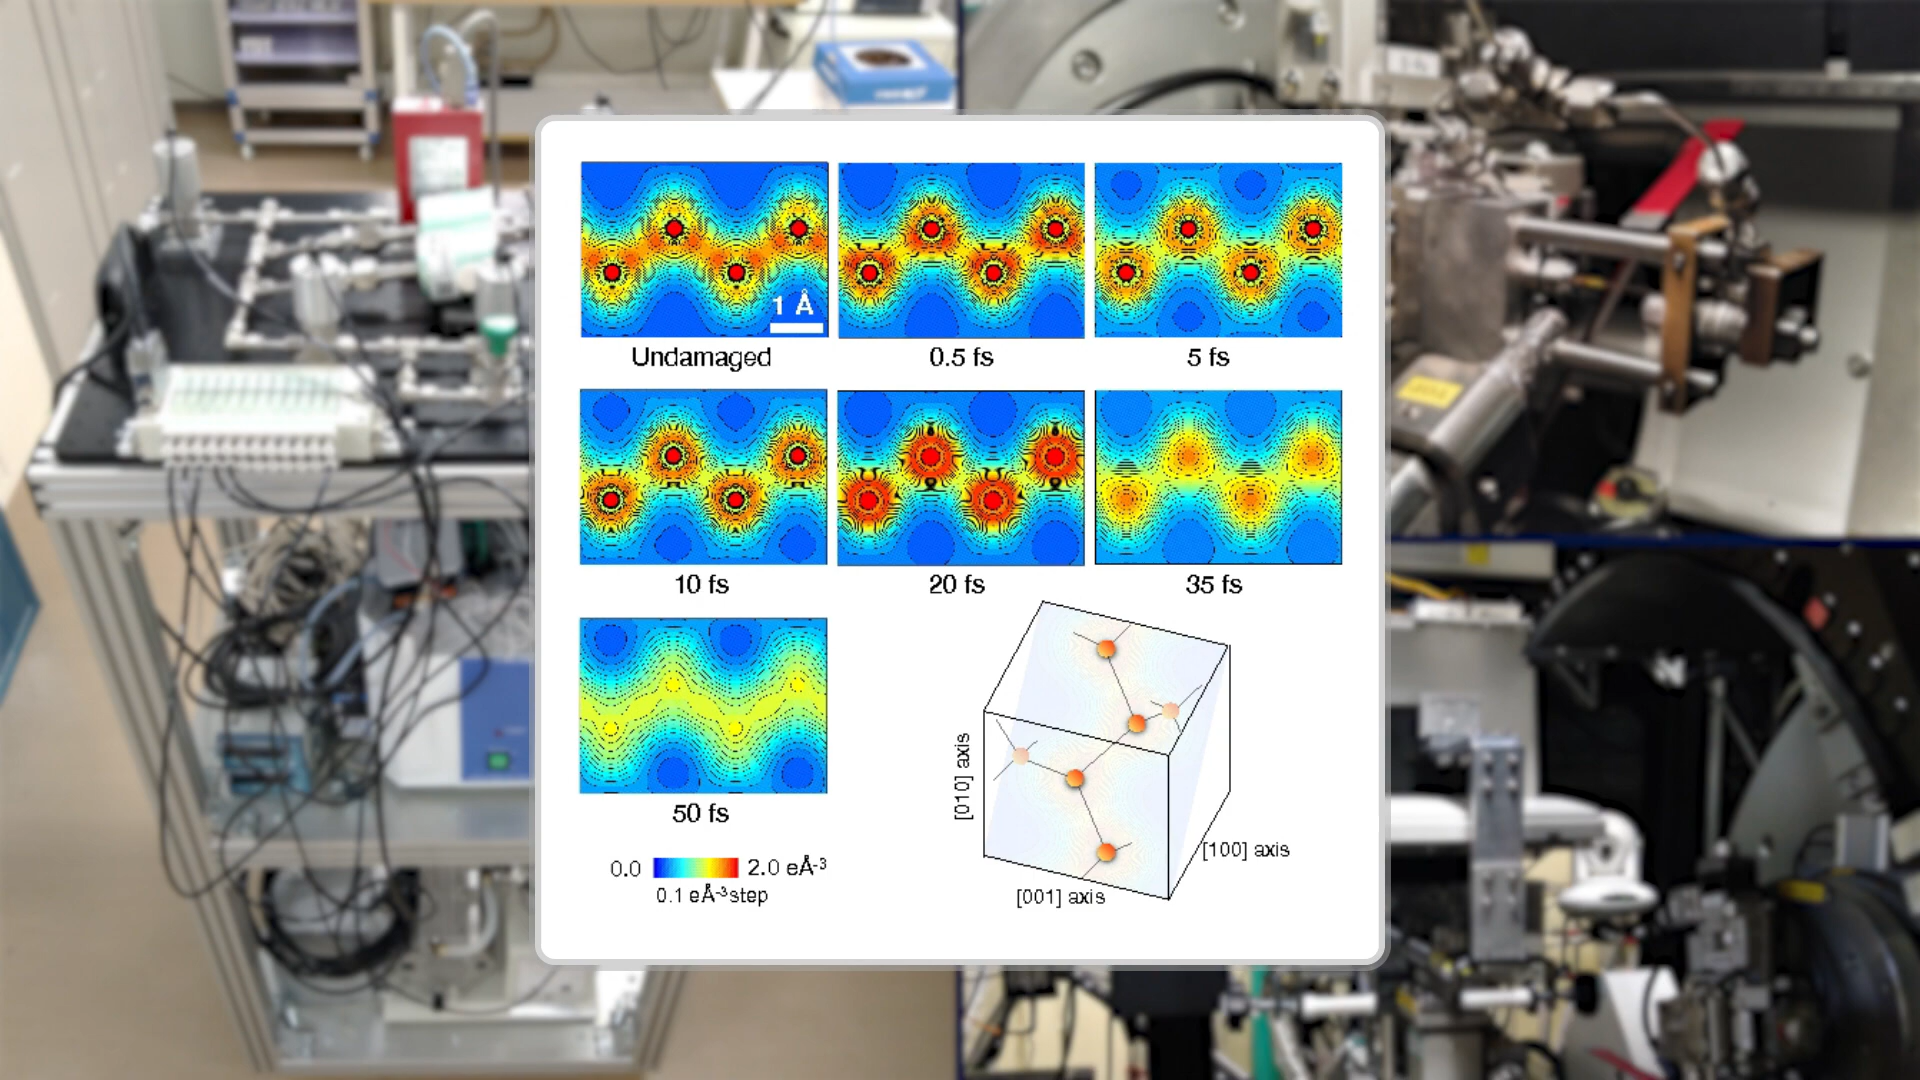 1 Å
Undamaged
0.5 fs
5 fs
10 fs
20 fs
35 fs
50 fs
0.0
2.0 eÅ⁻³
0.1 eÅ⁻³step
[010] axis
[001] axis
[100] axis